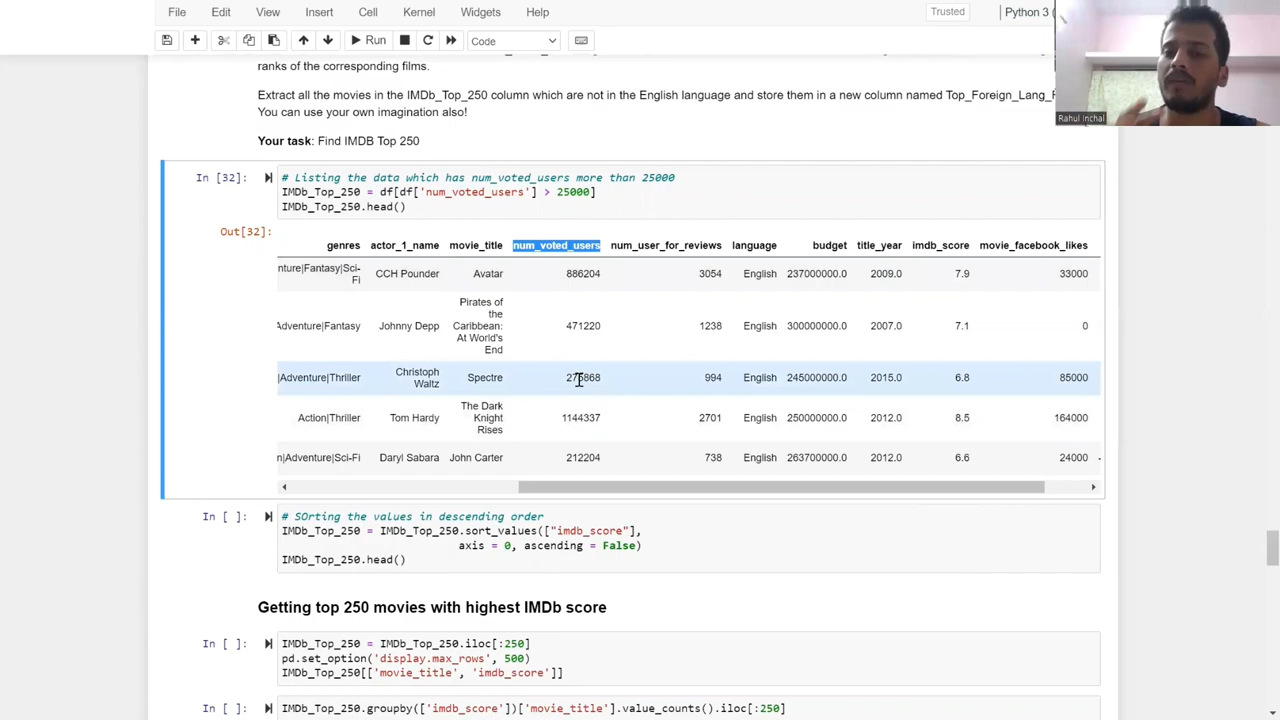 File Edit View Insert Cell Kernel Widgets Help Trusted Python 3
Run Code
ranks of the corresponding films.
Extract all the movies in the IMDb_Top_250 column which are not in the English language and store them in a new column named Top_Foreign_Lang_F
You can use your own imagination also!
Rahul Inchal
Your task: Find IMDB Top 250
In [32]:
# Listing the data which has num_voted_users more than 25000
IMDb_Top_250 = df[df['num_voted_users'] > 25000]
IMDb_Top_250.head()
Out[32]:
genres actor_1_name movie_title num_voted_users num_user_for_reviews language budget title_year imdb_score movie_facebook_likes
nture|Fantasy|Sci-
Fi
CCH Pounder Avatar 886204 3054 English 237000000.0 2009.0 7.9 33000
Adventure|Fantasy Johnny Depp
Pirates of
the
Caribbean:
At World's
End
471220 1238 English 300000000.0 2007.0 7.1 0
|Adventure|Thriller
Christoph
Waltz
Spectre 275868 994 English 245000000.0 2015.0 6.8 85000
Action|Thriller Tom Hardy
The Dark
Knight
Rises
1144337 2701 English 250000000.0 2012.0 8.5 164000
n|Adventure|Sci-Fi Daryl Sabara John Carter 212204 738 English 263700000.0 2012.0 6.6 24000
In [ ]:
# SOrting the values in descending order
IMDb_Top_250 = IMDb_Top_250.sort_values(["imdb_score"],
axis = 0, ascending = False)
IMDb_Top_250.head()
Getting top 250 movies with highest IMDb score
In [ ]:
IMDb_Top_250 = IMDb_Top_250.iloc[:250]
pd.set_option('display.max_rows', 500)
IMDb_Top_250[['movie_title', 'imdb_score']]
In [ ]:
IMDb_Top_250.groupby(['imdb_score'])['movie_title'].value_counts().iloc[:250]